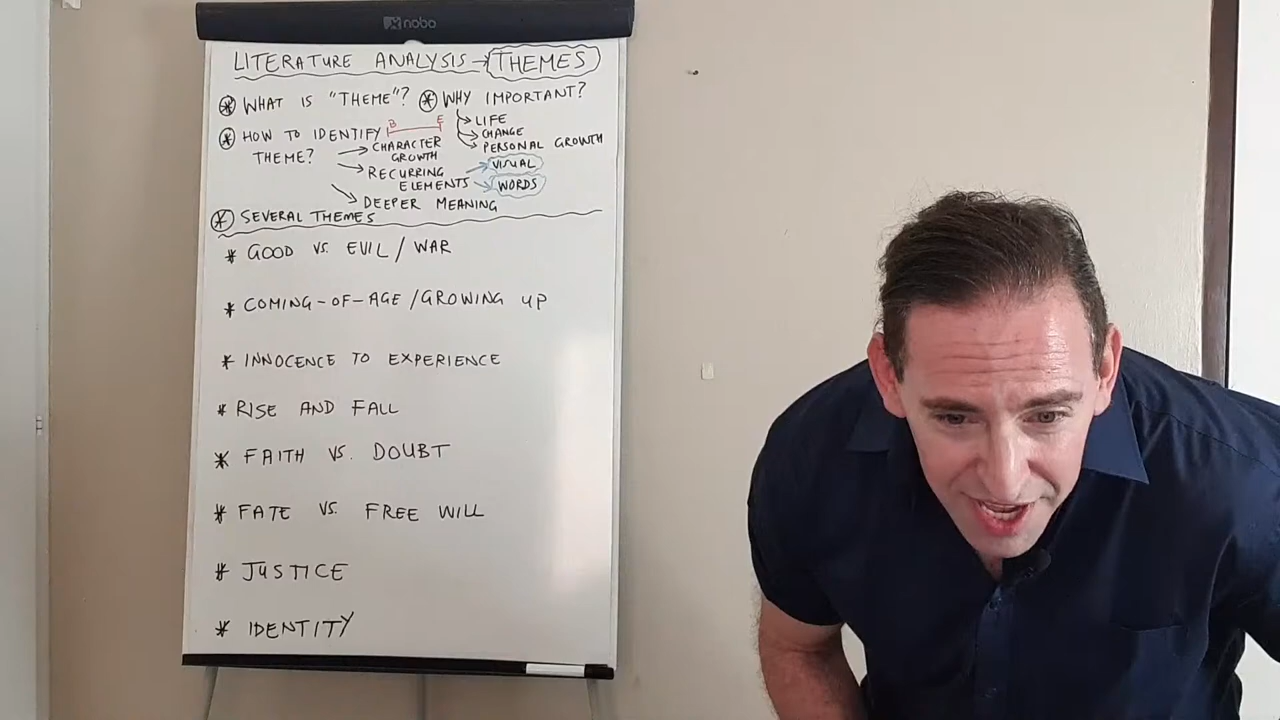 nobo
LITERATURE ANALYSIS → THEMES
* WHAT IS "THEME"? * WHY IMPORTANT?
→ LIFE
→ CHANGE
→ PERSONAL GROWTH
* HOW TO IDENTIFY
THEME?
B E
→ CHARACTER
GROWTH
→ RECURRING
ELEMENTS
→ VISUAL
→ WORDS
→ DEEPER MEANING
* SEVERAL THEMES
* GOOD VS. EVIL / WAR
* COMING-OF-AGE / GROWING UP
* INNOCENCE TO EXPERIENCE
* RISE AND FALL
* FAITH VS. DOUBT
* FATE VS. FREE WILL
* JUSTICE
* IDENTITY